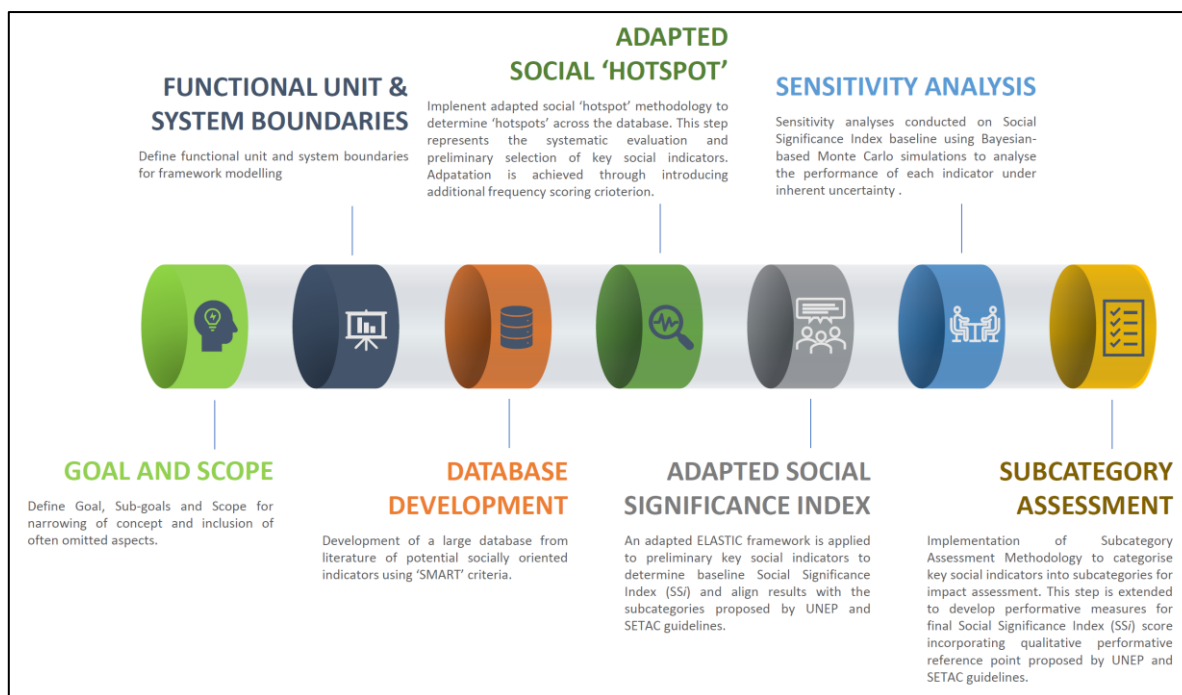 ADAPTED
SOCIAL ‘HOTSPOT’
Implenent adapted social ‘hotspot’ methodology to
determine ‘hotspots’ across the database. This step
represents the systematic evaluation and
preliminary selection of key social indicators.
Adpatation is achieved through introducing
additional frequency scoring crioterion.
FUNCTIONAL UNIT &
SYSTEM BOUNDARIES
Define functional unit and system boundaries
for framework modelling
SENSITIVITY ANALYSIS
Sensitivity analyses conducted on Social
Significance Index baseline using Bayesian-
based Monte Carlo simulations to analyse
the performance of each indicator under
inherent uncertainty .
GOAL AND SCOPE
Define Goal, Sub-goals and Scope for
narrowing of concept and inclusion of
often omitted aspects.
DATABASE
DEVELOPMENT
Development of a large database from
literature of potential socially oriented
indicators using ‘SMART’ criteria.
ADAPTED SOCIAL
SIGNIFICANCE INDEX
An adapted ELASTIC framework is applied
to preliminary key social indicators to
determine baseline Social Significance
Index (SSi) and align results with the
subcategories proposed by UNEP and
SETAC guidelines.
SUBCATEGORY
ASSESSMENT
Implementation of Subcategory
Assessment Methodology to categorise
key social indicators into subcategories for
impact assessment. This step is extended
to develop performative measures for
final Social Significance Index (SSi) score
incorporating qualitative performative
reference point proposed by UNEP and
SETAC guidelines.